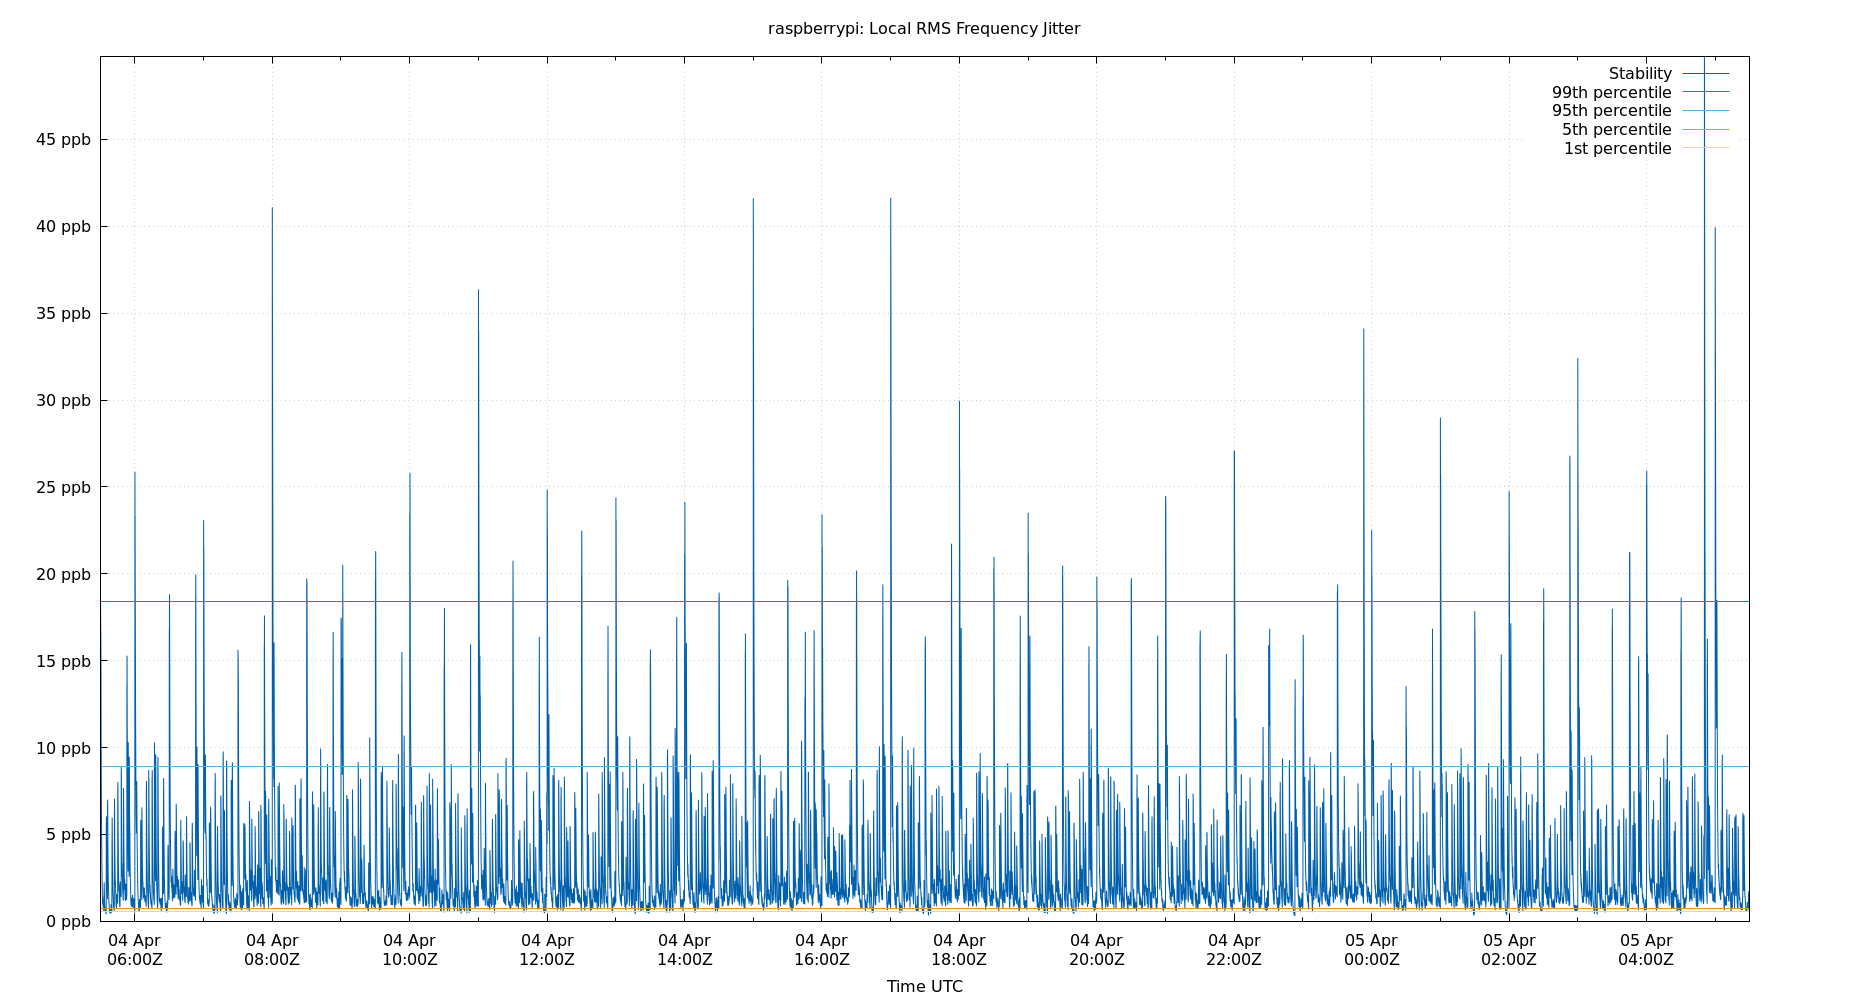 raspberrypi: Local RMS Frequency Jitter
Stability
99th percentile
95th percentile
5th percentile
1st percentile
45 ppb
40 ppb
35 ppb
30 ppb
25 ppb
20 ppb
15 ppb
10 ppb
5 ppb
0 ppb
04 Apr 04 Apr 04 Apr 04 Apr 04 Apr 04 Apr 04 Apr 04 Apr 04 Apr 05 Apr 05 Apr 05 Apr
06:00Z 08:00Z 10:00Z 12:00Z 14:00Z 16:00Z 18:00Z 20:00Z 22:00Z 00:00Z 02:00Z 04:00Z
Time UTC